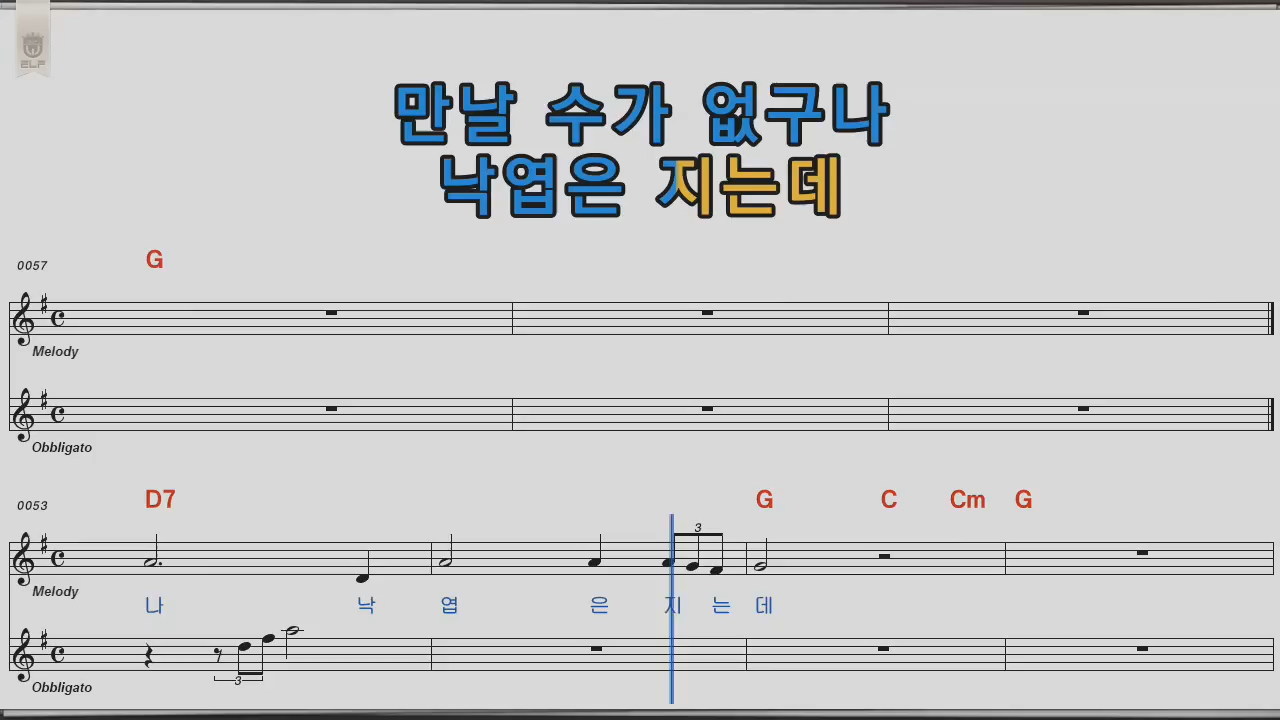 ELF
만날 수가 없구나
낙엽은 지는데
0057
G
Melody
Obbligato
0053
D7 G C Cm G
3
Melody
나 낙 엽 은 지 는 데
3
Obbligato